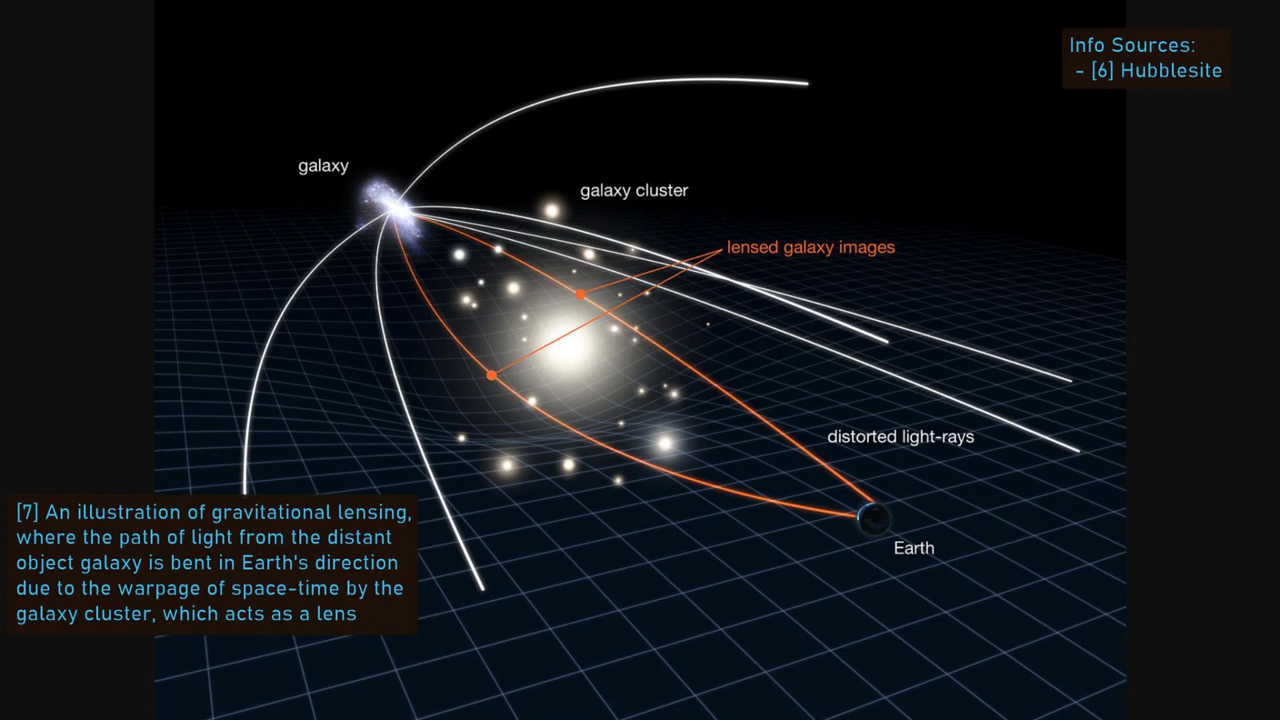 Info Sources:
- [6] Hubblesite
galaxy
galaxy cluster
lensed galaxy images
distorted light-rays
Earth
[7] An illustration of gravitational lensing,
where the path of light from the distant
object galaxy is bent in Earth's direction
due to the warpage of space-time by the
galaxy cluster, which acts as a lens